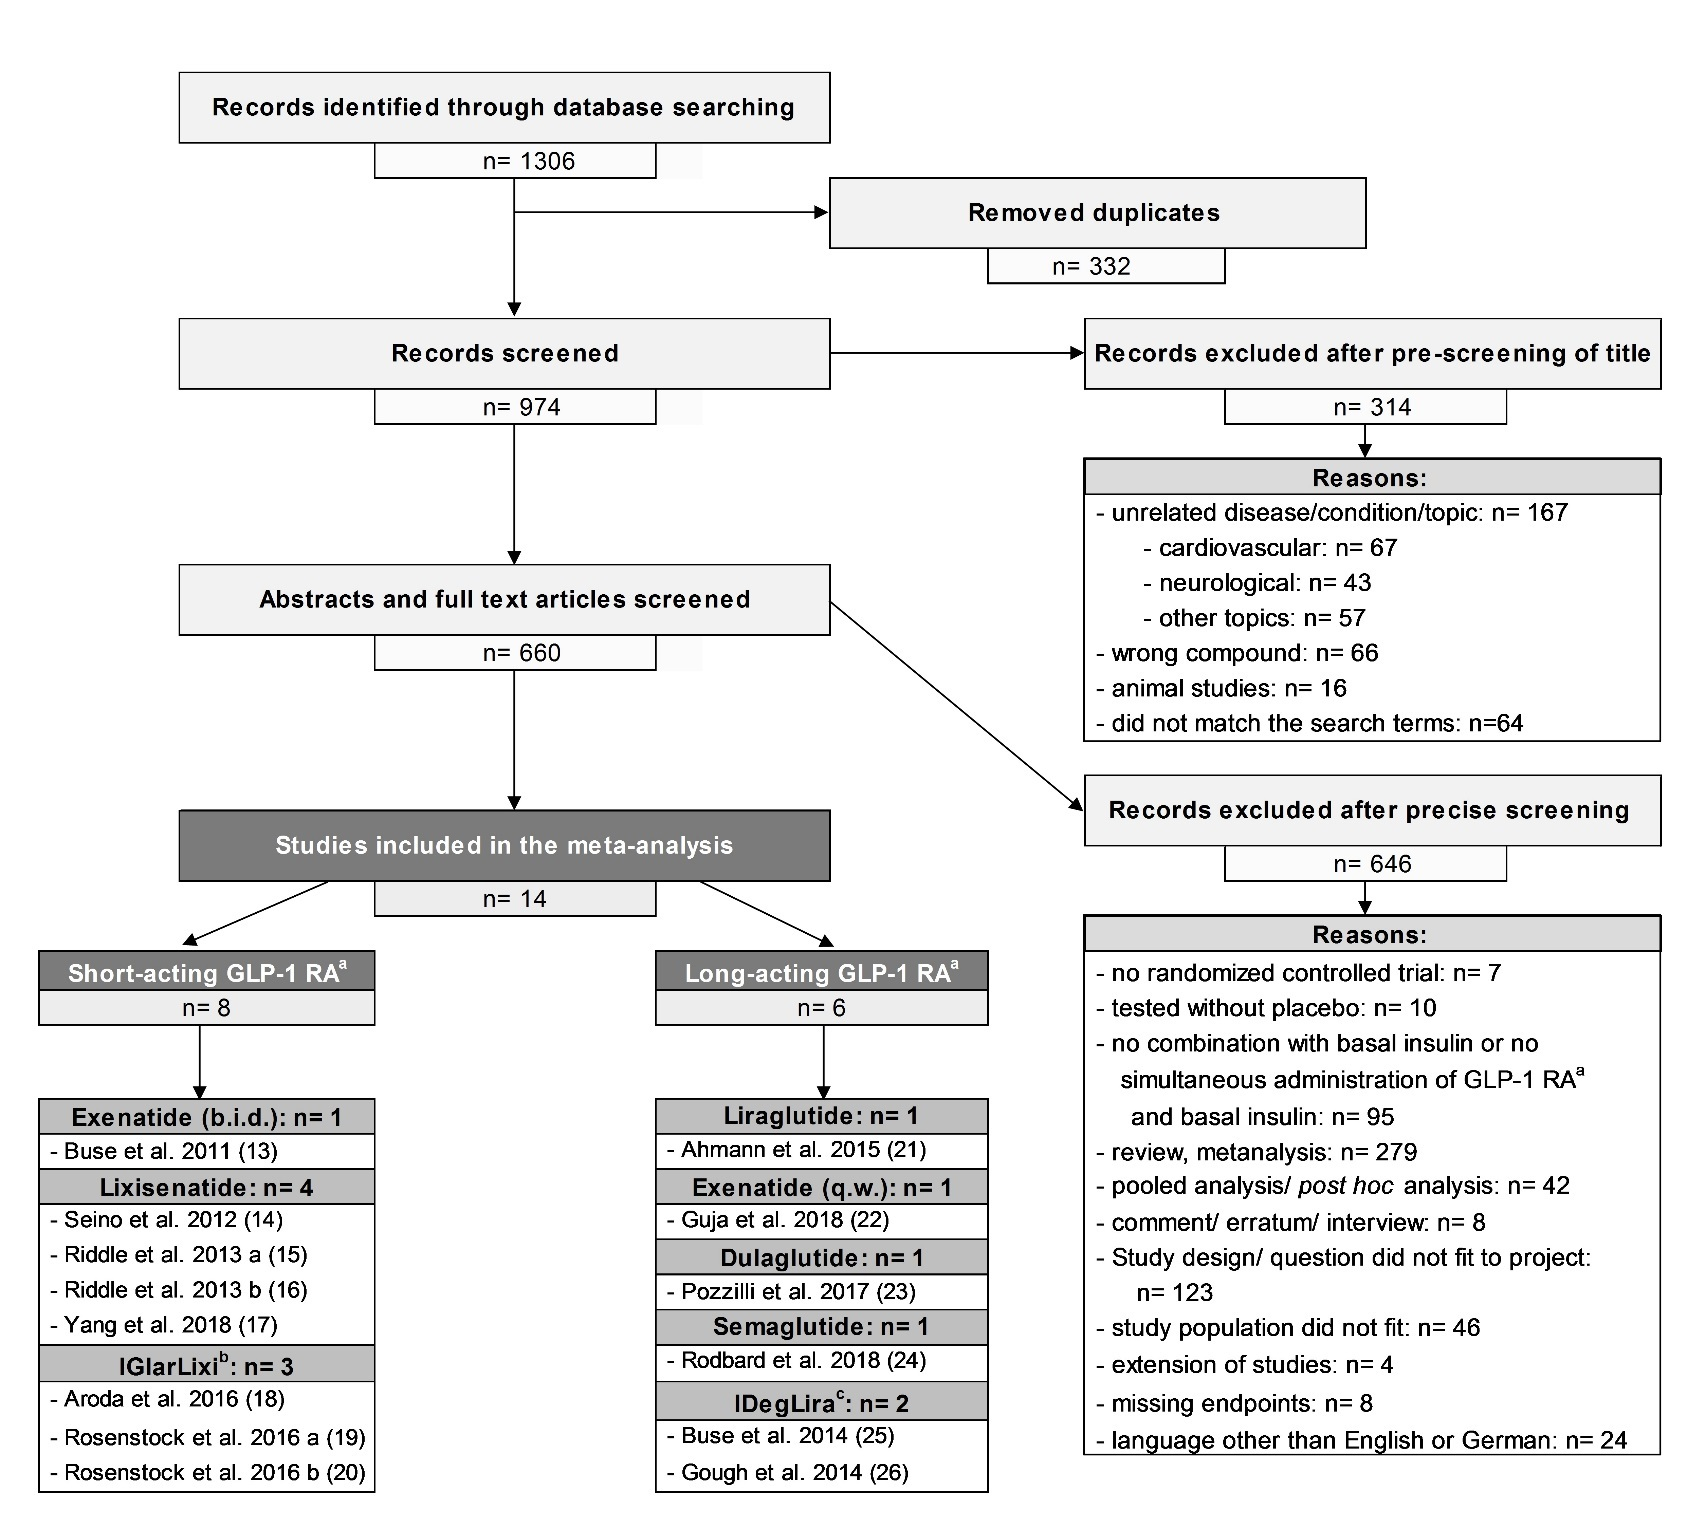 Records identified through database searching
n= 1306
Removed duplicates
n= 332
Records screened
n= 974
Records excluded after pre-screening of title
n= 314
Reasons:
- unrelated disease/condition/topic: n= 167
- cardiovascular: n= 67
- neurological: n= 43
- other topics: n= 57
- wrong compound: n= 66
- animal studies: n= 16
- did not match the search terms: n=64
Abstracts and full text articles screened
n= 660
Records excluded after precise screening
n= 646
Reasons:
- no randomized controlled trial: n= 7
- tested without placebo: n= 10
- no combination with basal insulin or no
simultaneous administration of GLP-1 RAa
and basal insulin: n= 95
- review, metanalysis: n= 279
- pooled analysis/ post hoc analysis: n= 42
- comment/ erratum/ interview: n= 8
- Study design/ question did not fit to project:
n= 123
- study population did not fit: n= 46
- extension of studies: n= 4
- missing endpoints: n= 8
- language other than English or German: n= 24
Studies included in the meta-analysis
n= 14
Short-acting GLP-1 RAa
n= 8
Exenatide (b.i.d.): n= 1
- Buse et al. 2011 (13)
Lixisenatide: n= 4
- Seino et al. 2012 (14)
- Riddle et al. 2013 a (15)
- Riddle et al. 2013 b (16)
- Yang et al. 2018 (17)
IGlarLixib: n= 3
- Aroda et al. 2016 (18)
- Rosenstock et al. 2016 a (19)
- Rosenstock et al. 2016 b (20)
Long-acting GLP-1 RAa
n= 6
Liraglutide: n= 1
- Ahmann et al. 2015 (21)
Exenatide (q.w.): n= 1
- Guja et al. 2018 (22)
Dulaglutide: n= 1
- Pozzilli et al. 2017 (23)
Semaglutide: n= 1
- Rodbard et al. 2018 (24)
IDegLirac: n= 2
- Buse et al. 2014 (25)
- Gough et al. 2014 (26)